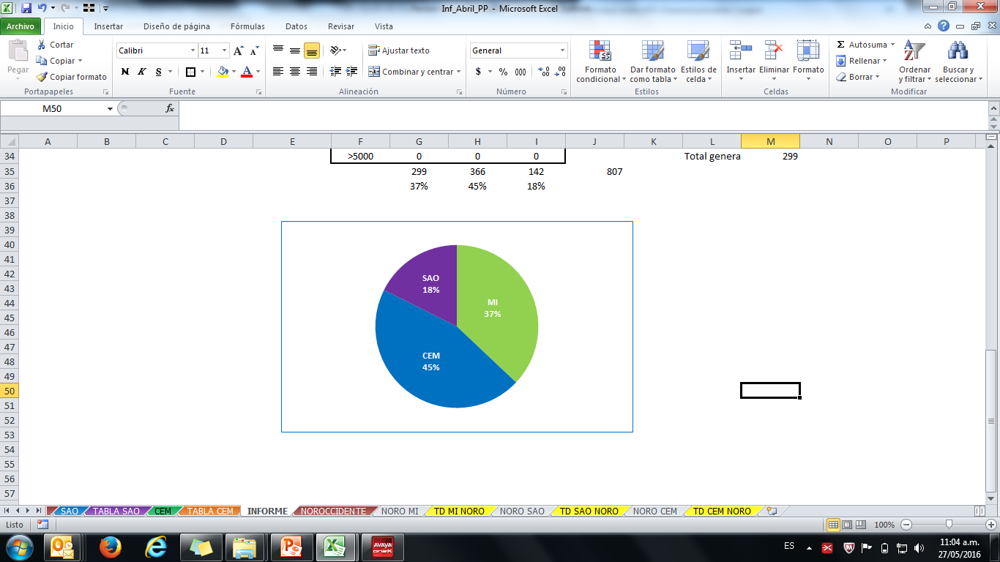 Inf_Abril_PP - Microsoft Excel
Archivo Inicio Insertar Diseño de página Fórmulas Datos Revisar Vista
Pegar Cortar Copiar Copiar formato
Portapapeles
Calibri 11
N K S
Fuente
Ajustar texto
Combinar y centrar
Alineación
General
$ % 000
Número
Formato condicional Dar formato como tabla Estilos de celda
Estilos
Insertar Eliminar Formato
Celdas
Σ Autosuma Rellenar Borrar
Ordenar y filtrar Buscar y seleccionar
Modificar
M50 fx
A B C D E F G H I J K L M N O P
34 >5000 0 0 0 Total genera 299
35 299 366 142 807
36 37% 45% 18%
37
38
39
40
41
42
43
44
45
46
47
48
49
50
51
52
53
54
55
56
57
SAO
18%
MI
37%
CEM
45%
SAO TABLA SAO CEM TABLA CEM INFORME NOROCCIDENTE NORO MI TD MI NORO NORO SAO TD SAO NORO NORO CEM TD CEM NORO
Listo 100%
AVAYA
ES 11:04 a.m.
27/05/2016